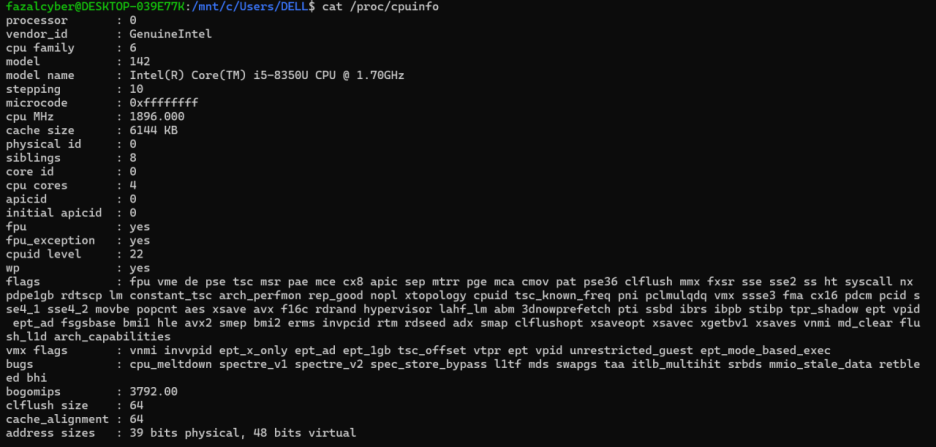 fazalcyber@DESKTOP-039E77K:/mnt/c/Users/DELL$ cat /proc/cpuinfo
processor : 0
vendor_id : GenuineIntel
cpu family : 6
model : 142
model name : Intel(R) Core(TM) i5-8350U CPU @ 1.70GHz
stepping : 10
microcode : 0xffffffff
cpu MHz : 1896.000
cache size : 6144 KB
physical id : 0
siblings : 8
core id : 0
cpu cores : 4
apicid : 0
initial apicid : 0
fpu : yes
fpu_exception : yes
cpuid level : 22
wp : yes
flags : fpu vme de pse tsc msr pae mce cx8 apic sep mtrr pge mca cmov pat pse36 clflush mmx fxsr sse sse2 ss ht syscall nx
pdpe1gb rdtscp lm constant_tsc arch_perfmon rep_good nopl xtopology cpuid tsc_known_freq pni pclmulqdq vmx ssse3 fma cx16 pdcm pcid s
se4_1 sse4_2 movbe popcnt aes xsave avx f16c rdrand hypervisor lahf_lm abm 3dnowprefetch pti ssbd ibrs ibpb stibp tpr_shadow ept vpid
ept_ad fsgsbase bmi1 hle avx2 smep bmi2 erms invpcid rtm rdseed adx smap clflushopt xsaveopt xsavec xgetbv1 xsaves vnmi md_clear flu
sh_l1d arch_capabilities
vmx flags : vnmi invvpid ept_x_only ept_ad ept_1gb tsc_offset vtpr ept vpid unrestricted_guest ept_mode_based_exec
bugs : cpu_meltdown spectre_v1 spectre_v2 spec_store_bypass l1tf mds swapgs taa itlb_multihit srbds mmio_stale_data retble
ed bhi
bogomips : 3792.00
clflush size : 64
cache_alignment : 64
address sizes : 39 bits physical, 48 bits virtual